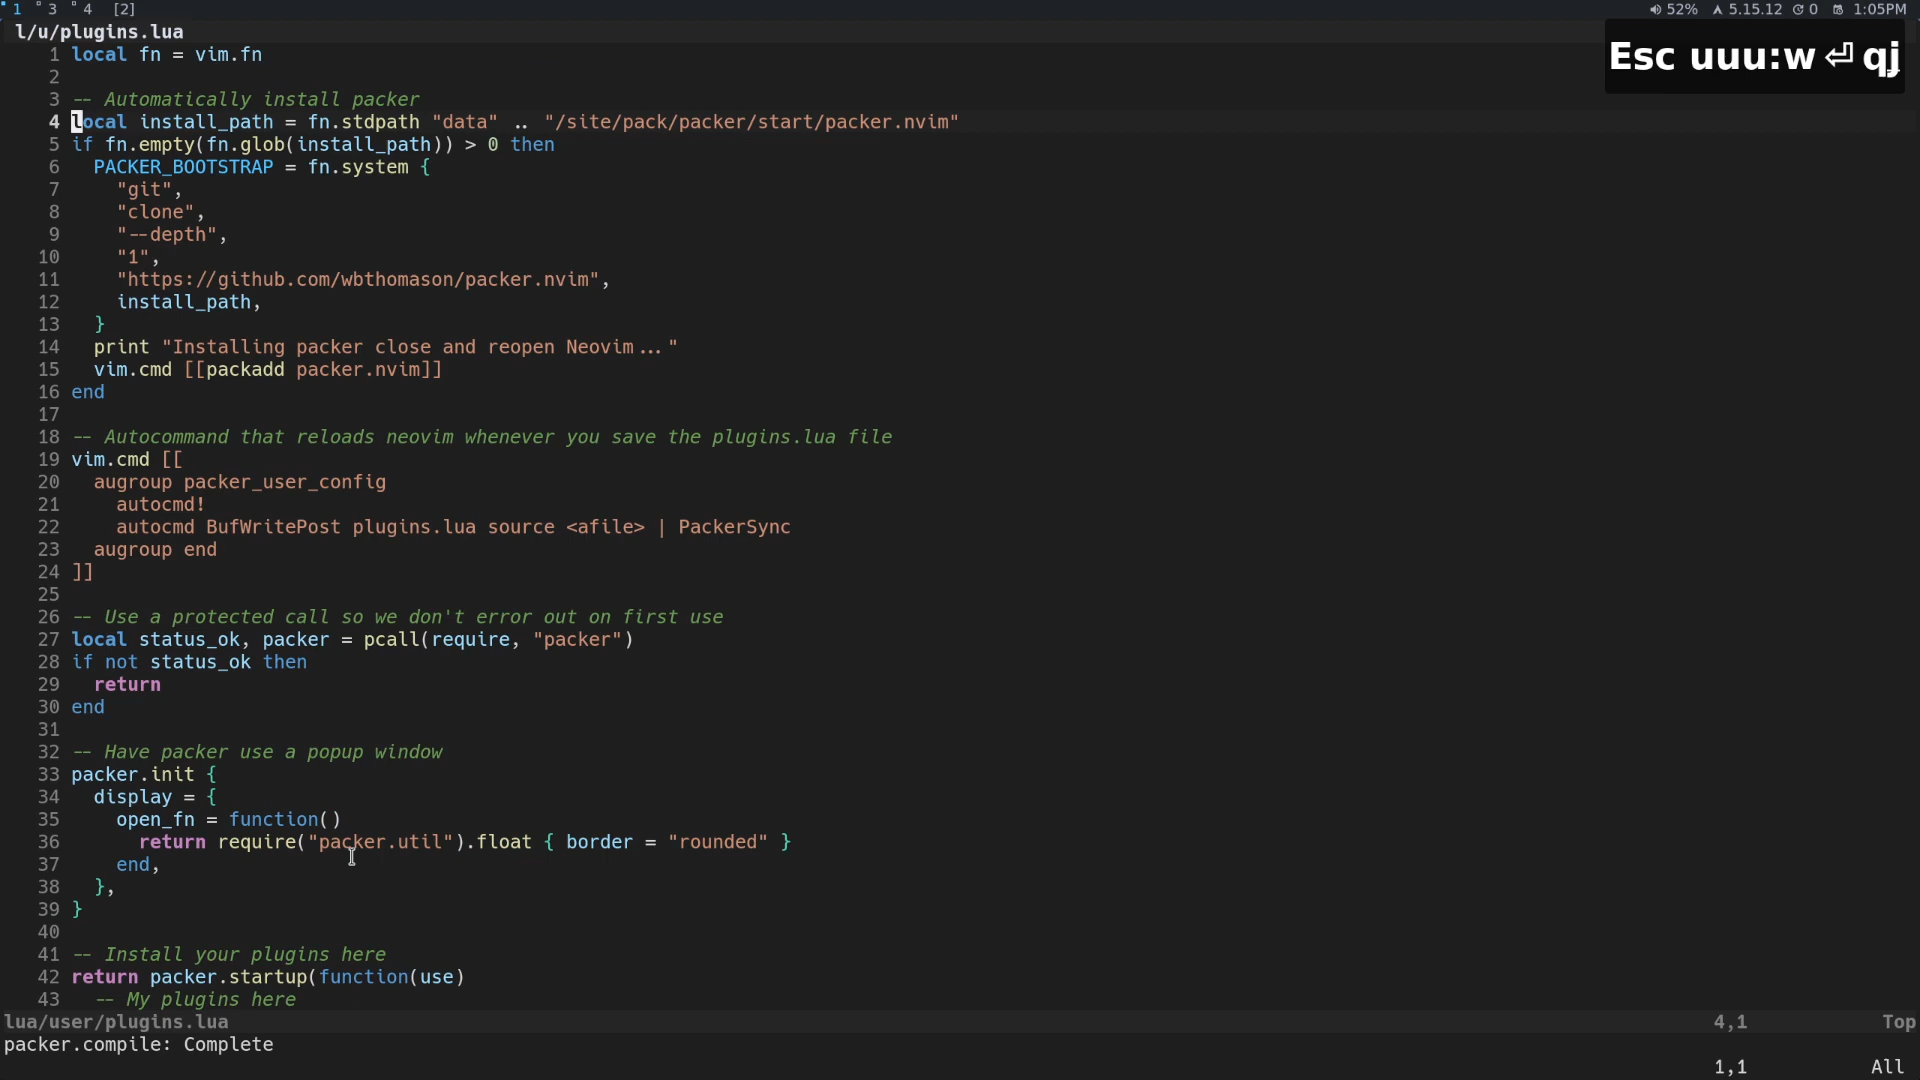 1 3 4 [2] 52% 5.15.12 0 1:05PM
l/u/plugins.lua
Esc uuu:w⏎ qj
1 local fn = vim.fn
2
3 -- Automatically install packer
4 local install_path = fn.stdpath "data" .. "/site/pack/packer/start/packer.nvim"
5 if fn.empty(fn.glob(install_path)) > 0 then
6   PACKER_BOOTSTRAP = fn.system {
7     "git",
8     "clone",
9     "--depth",
10     "1",
11     "https://github.com/wbthomason/packer.nvim",
12     install_path,
13   }
14   print "Installing packer close and reopen Neovim..."
15   vim.cmd [[packadd packer.nvim]]
16 end
17
18 -- Autocommand that reloads neovim whenever you save the plugins.lua file
19 vim.cmd [[
20   augroup packer_user_config
21     autocmd!
22     autocmd BufWritePost plugins.lua source <afile> | PackerSync
23   augroup end
24 ]]
25
26 -- Use a protected call so we don't error out on first use
27 local status_ok, packer = pcall(require, "packer")
28 if not status_ok then
29   return
30 end
31
32 -- Have packer use a popup window
33 packer.init {
34   display = {
35     open_fn = function()
36       return require("packer.util").float { border = "rounded" }
37     end,
38   },
39 }
40
41 -- Install your plugins here
42 return packer.startup(function(use)
43   -- My plugins here
lua/user/plugins.lua 4,1 Top
packer.compile: Complete
1,1 All